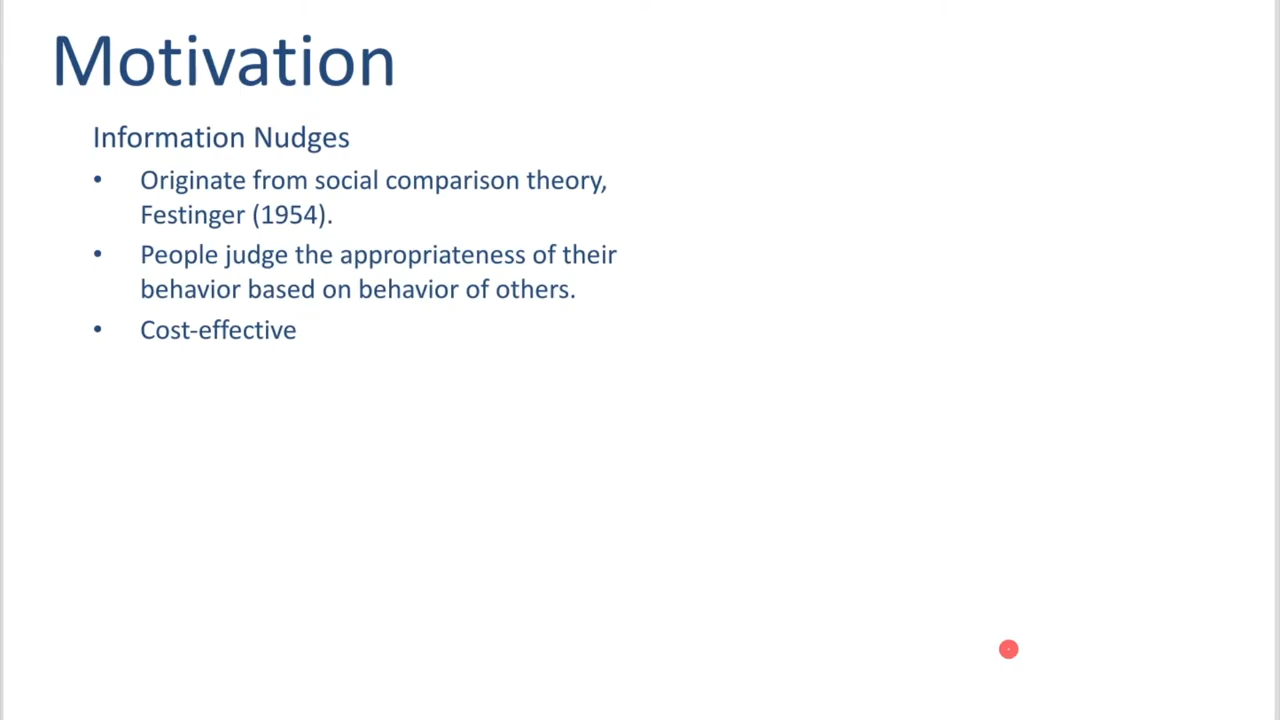 Motivation
Information Nudges
• Originate from social comparison theory,
Festinger (1954).
• People judge the appropriateness of their
behavior based on behavior of others.
• Cost-effective